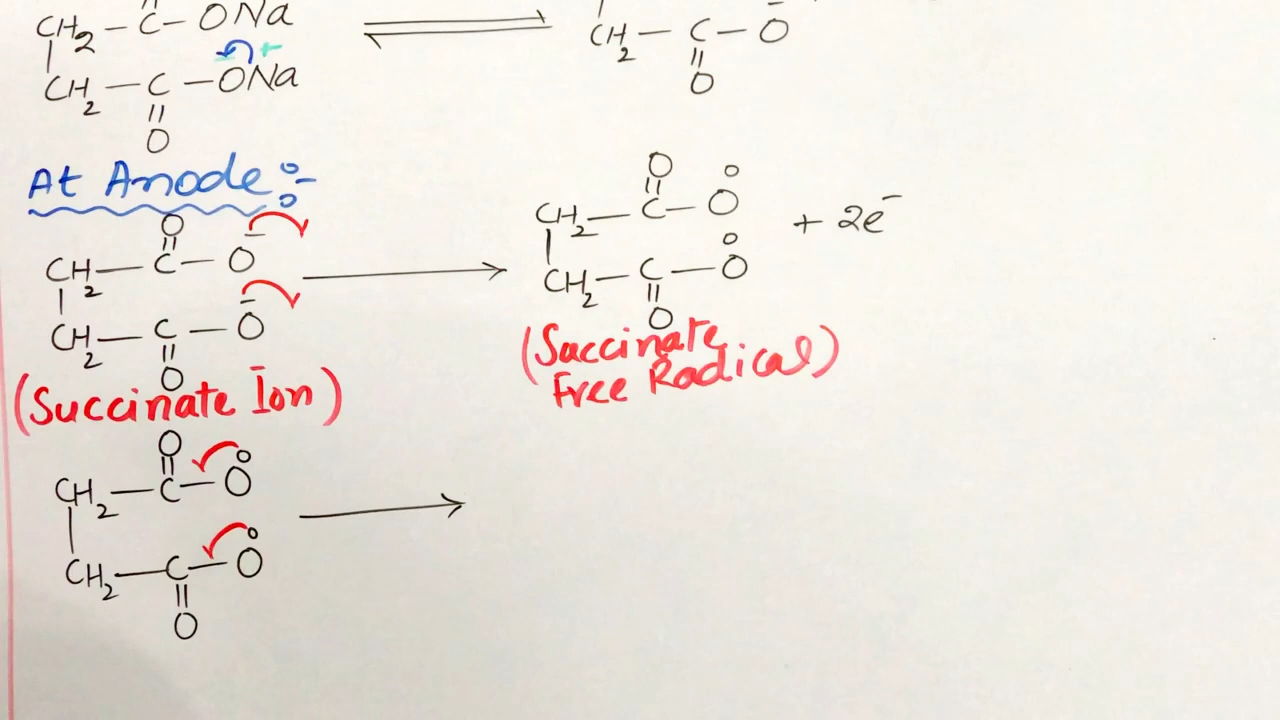 CH2 – C – ONa
CH2 – C – O⁻
O
+
CH2 – C – ONa
O
At Anode :-
O
CH2 – C – O⁻
CH2 – C – O⁻
O
(Succinate Ion)
O
CH2 – C – O°
CH2 – C – O°
O
+ 2e⁻
(Succinate
Free Radical)
O
CH2 – C – O°
CH2 – C – O°
O